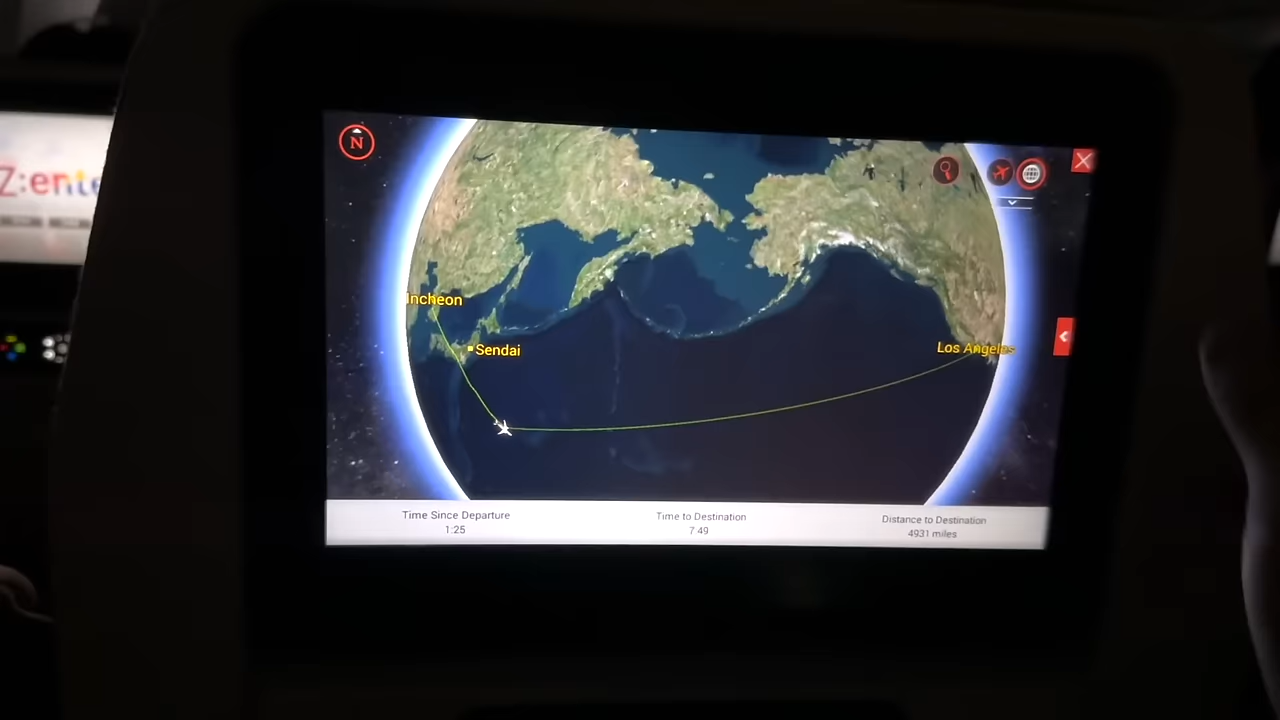 N
Z:ente
Incheon
Sendai
Los Angeles
Time Since Departure
1:25
Time to Destination
7 49
Distance to Destination
4931 miles